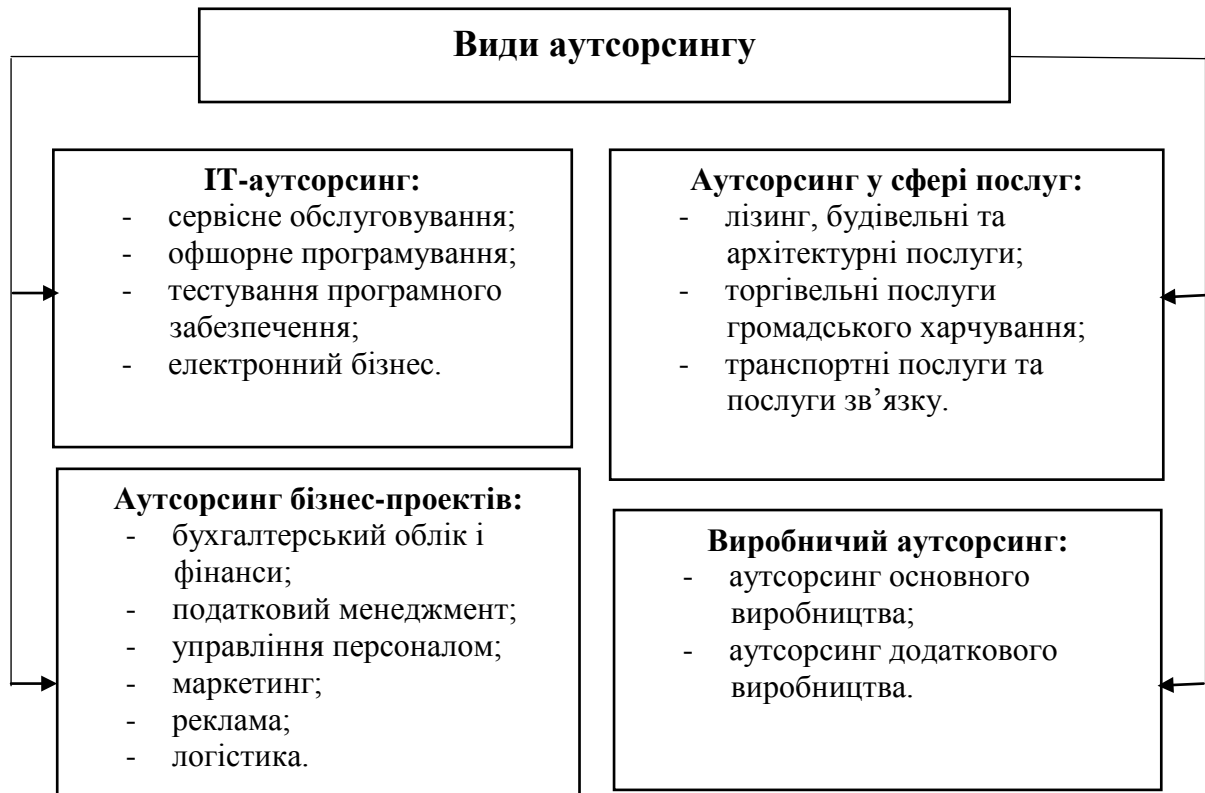 Види аутсорсингу
ІТ-аутсорсинг:
- сервісне обслуговування;
- офшорне програмування;
- тестування програмного
забезпечення;
- електронний бізнес.
Аутсорсинг у сфері послуг:
- лізинг, будівельні та
архітектурні послуги;
- торгівельні послуги
громадського харчування;
- транспортні послуги та
послуги зв’язку.
Аутсорсинг бізнес-проектів:
- бухгалтерський облік і
фінанси;
- податковий менеджмент;
- управління персоналом;
- маркетинг;
- реклама;
- логістика.
Виробничий аутсорсинг:
- аутсорсинг основного
виробництва;
- аутсорсинг додаткового
виробництва.